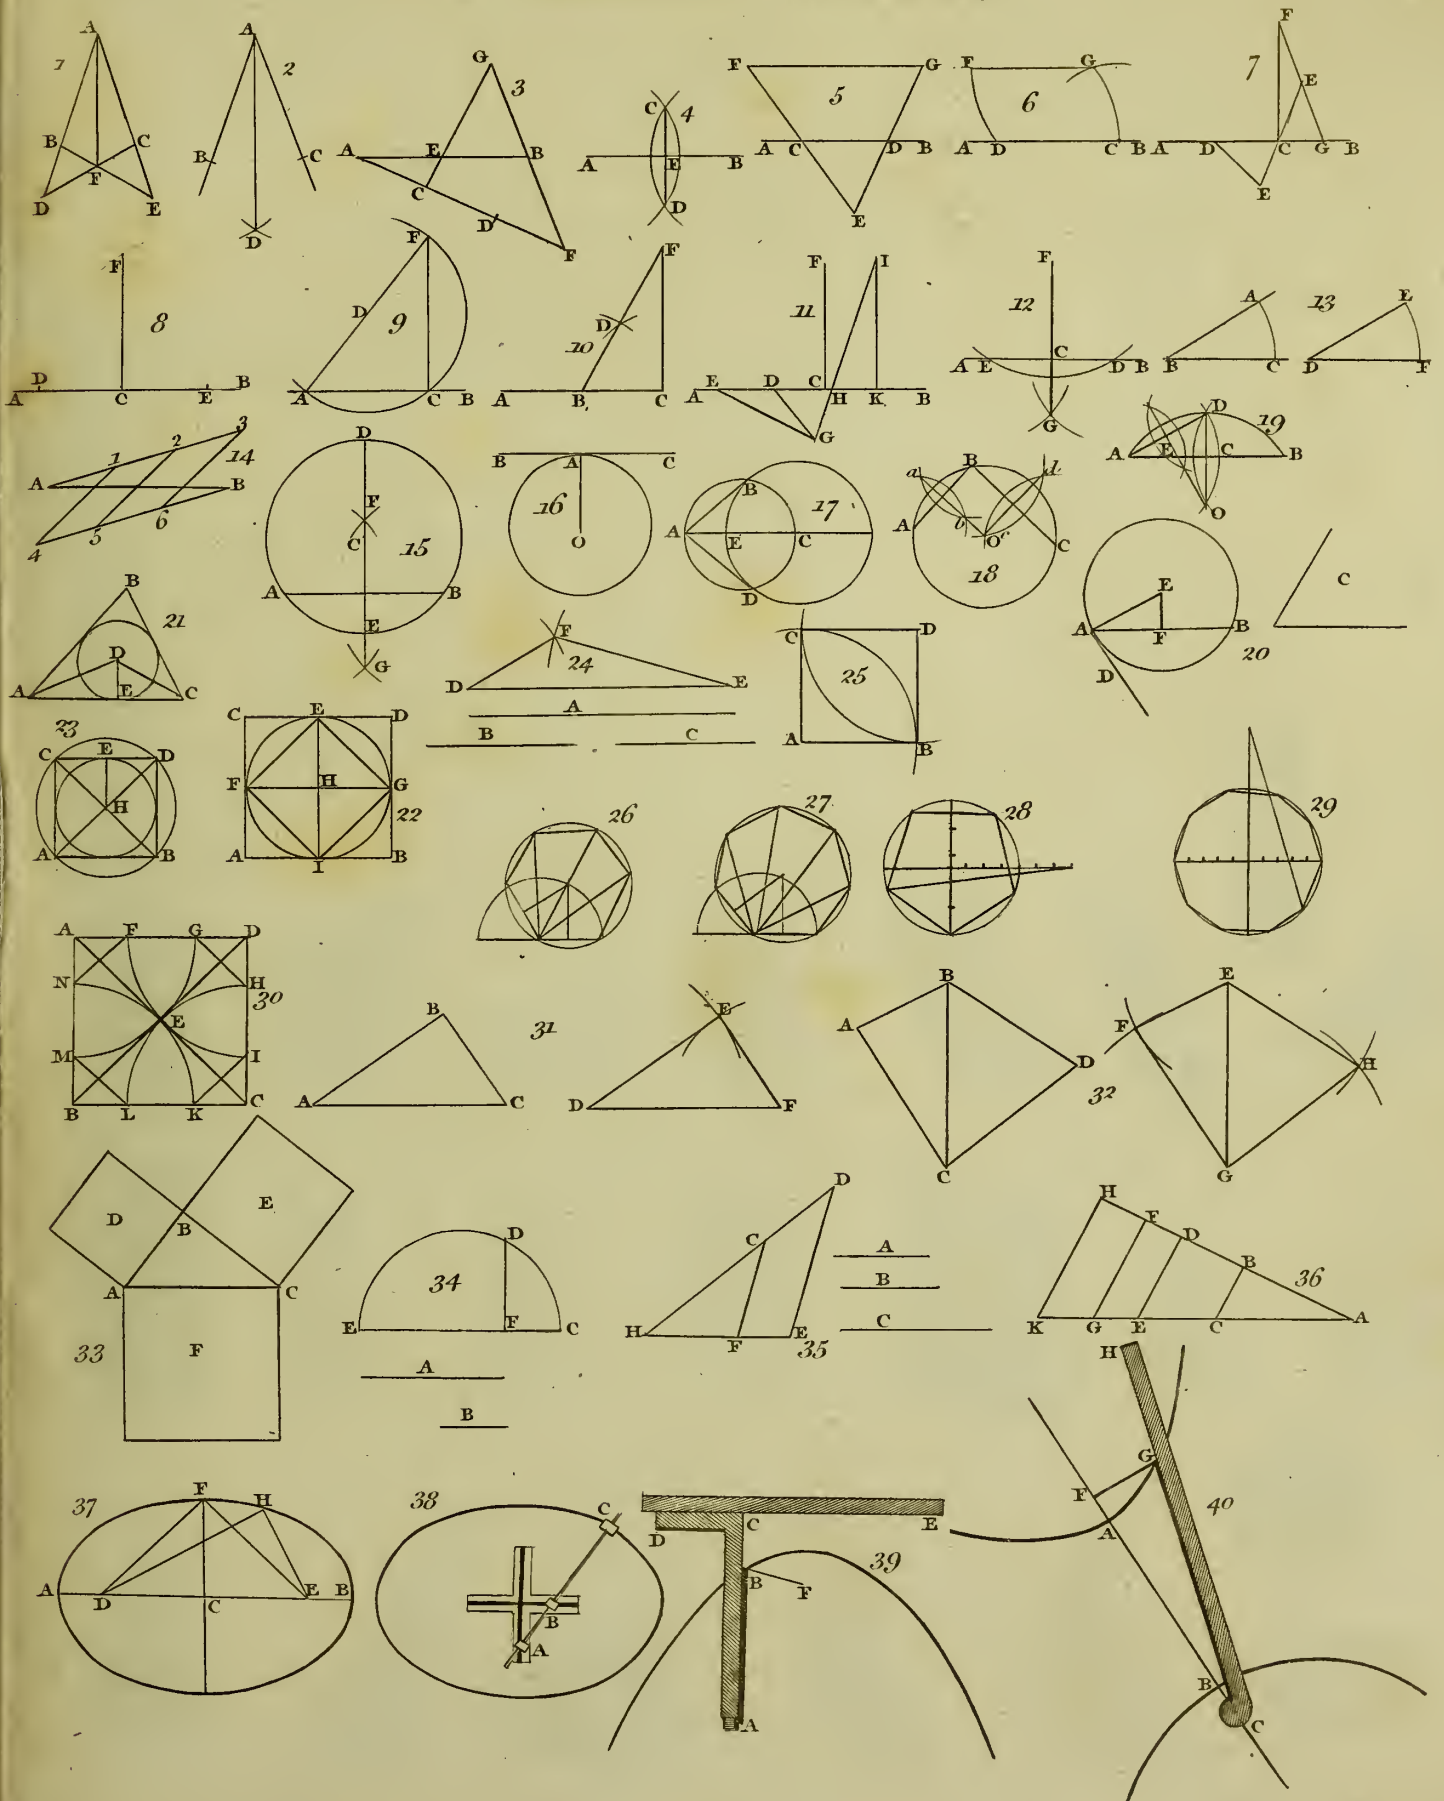 A
1
B C
F
D E
A
2
B C
D
G
3
A E B
C
D
F
C 4
A E B
D
F G
5
A C D B
E
F G
6
A D C B
F
7
E
A D C G B
E
F
8
D B
A C E
F
D
9
A C B
F
D
10
A B C
F I
11
E D C
A H K B
G
F
12
C
A E D B
G
A
B C
13
E
D F
1 2 3
14
A B
4 5 6
D
F
C
15
A B
E
G
B A C
16
O
B
17
A E C
D
a B d
A b
O c C
18
D
19
A E C B
O
E
A F B
20
D
C
B
21
D
A E C
F
24
D E
A
B C
C D
25
A B
23
C E D
H
A B
C E D
F H G
22
A I B
26
27
28
29
A F G D
N H
30
E
M I
B L K C
B
31
A C
E
D F
B
A
D
32
C
E
F
H
G
D E
B
A C
33 F
D
34
E F C
A
B
D
C
H F E
35
A
B
C
H
F
D
B
36
K G E C A
37
F H
A D C E B
38
C
B
A
D C E
39
B F
A
H
G
F
40
A
B
C